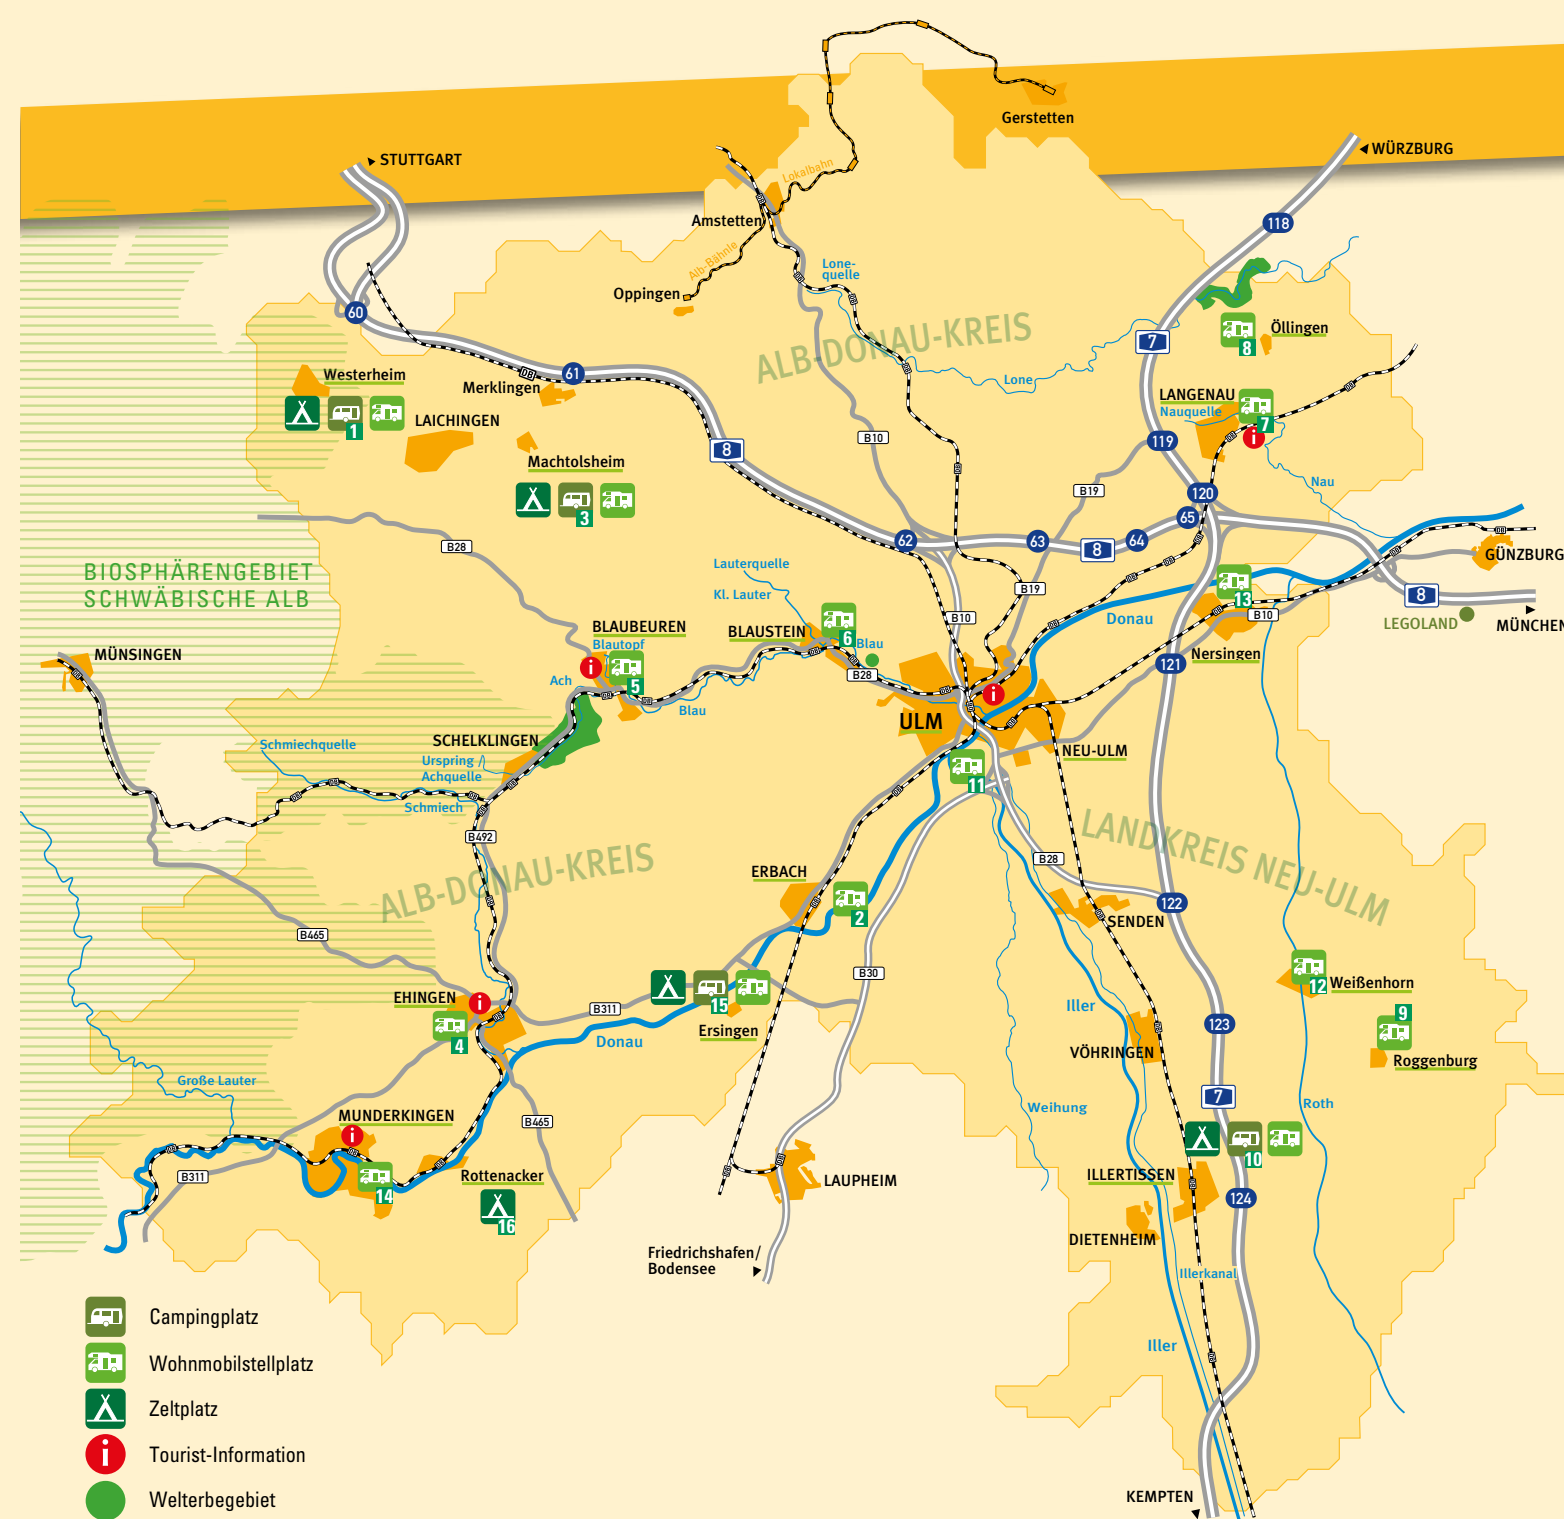 Gerstetten
STUTTGART
WÜRZBURG
Lokalbahn
Amstetten
118
Alb-Bähnle
Lone-
quelle
Oppingen
60
ALB-DONAU-KREIS
7
8
Öllingen
Westerheim
61
Merklingen
Lone
LANGENAU
Nauquelle
1
LAICHINGEN
7
i
B10
119
8
Machtolsheim
3
Nau
B19
120
65
62
63
8
64
B28
GÜNZBURG
BIOSPHÄRENGEBIET
SCHWÄBISCHE ALB
Lauterquelle
Kl. Lauter
B19
13
8
LEGOLAND
MÜNCHEN
B10
B10
Donau
BLAUBEUREN
Blautopf
BLAUSTEIN
6
Blau
MÜNSINGEN
i
5
Nersingen
121
B28
Ach
Blau
i
ULM
SCHELKLINGEN
NEU-ULM
Schmiechquelle
Urspring /
Achquelle
11
Schmiech
B492
LANDKREIS NEU-ULM
ALB-DONAU-KREIS
B28
ERBACH
2
122
SENDEN
B465
B30
EHINGEN
i
4
B311
15
Ersingen
12
Weißenhorn
9
Roggenburg
Donau
Iller
123
VÖHRINGEN
Große Lauter
7
MUNDERKINGEN
i
B465
Weihung
Roth
B311
14
Rottenacker
16
10
LAUPHEIM
ILLERTISSEN
124
DIETENHEIM
Friedrichshafen/
Bodensee
Illerkanal
Iller
Campingplatz
Wohnmobilstellplatz
Zeltplatz
i
Tourist-Information
Welterbegebiet
KEMPTEN